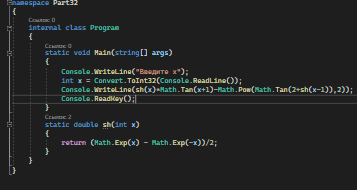 namespace Part32
{
Ссылок: 0
internal class Program
{
Ссылок: 0
static void Main(string[] args)
{
Console.WriteLine("Введите x");
int x = Convert.ToInt32(Console.ReadLine());
Console.WriteLine(sh(x)*Math.Tan(x+1)-Math.Pow(Math.Tan(2+sh(x-1)),2));
Console.ReadKey();
}
Ссылок: 2
static double sh(int x)
{
return (Math.Exp(x) - Math.Exp(-x))/2;
}
}
}